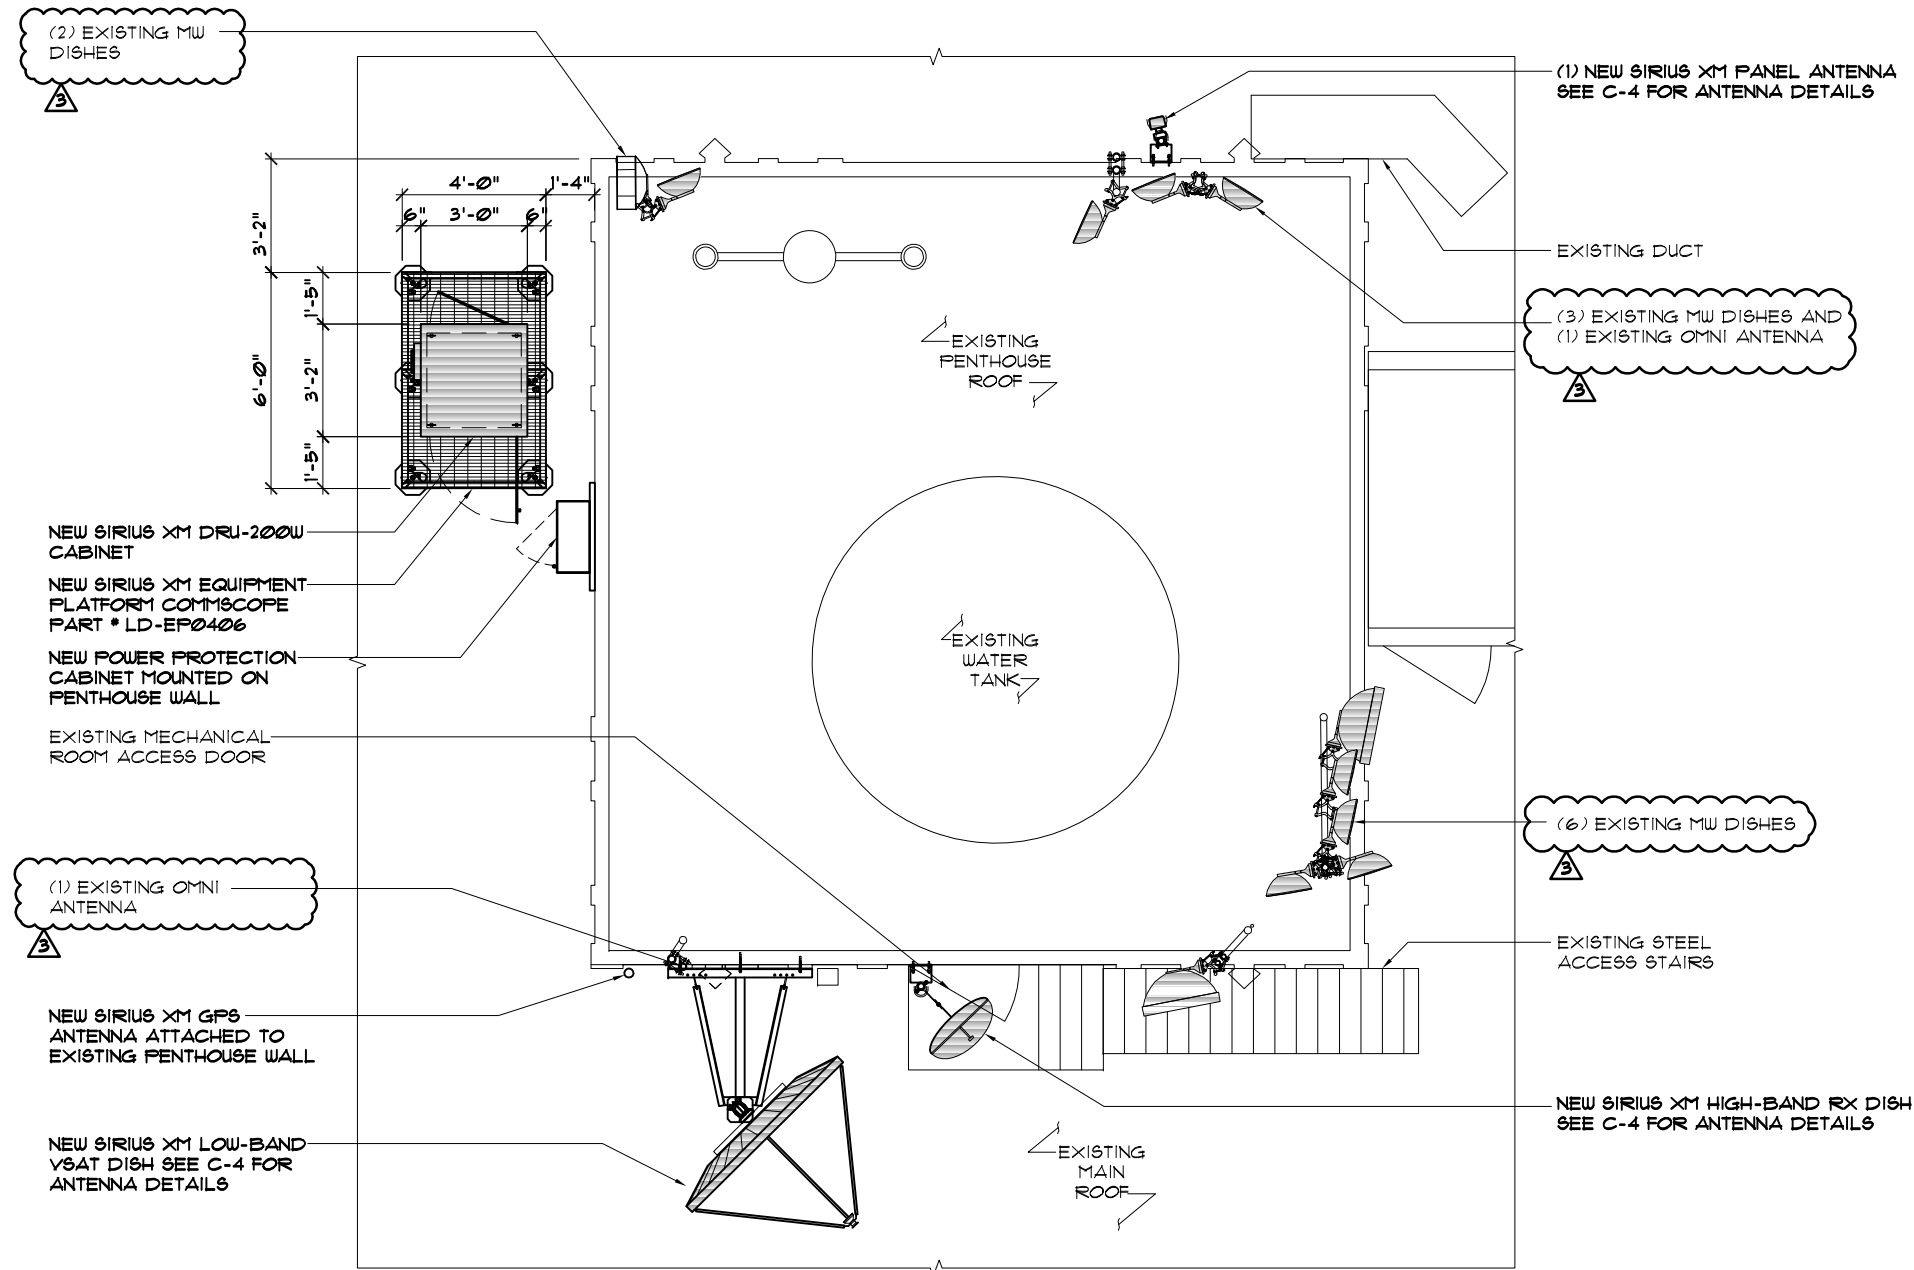 (2) EXISTING MW
DISHES
3
(1) NEW SIRIUS XM PANEL ANTENNA
SEE C-4 FOR ANTENNA DETAILS
4'-0"
1'-4"
6"
3'-0"
6"
3'-2"
6'-0"
1'-5"
3'-2"
1'-5"
EXISTING DUCT
(3) EXISTING MW DISHES AND
(1) EXISTING OMNI ANTENNA
3
EXISTING
PENTHOUSE
ROOF
NEW SIRIUS XM DRU-200W
CABINET
NEW SIRIUS XM EQUIPMENT
PLATFORM COMMSCOPE
PART # LD-EP0406
NEW POWER PROTECTION
CABINET MOUNTED ON
PENTHOUSE WALL
EXISTING MECHANICAL
ROOM ACCESS DOOR
EXISTING
WATER
TANK
(6) EXISTING MW DISHES
3
(1) EXISTING OMNI
ANTENNA
3
EXISTING STEEL
ACCESS STAIRS
NEW SIRIUS XM GPS
ANTENNA ATTACHED TO
EXISTING PENTHOUSE WALL
NEW SIRIUS XM HIGH-BAND RX DISH
SEE C-4 FOR ANTENNA DETAILS
NEW SIRIUS XM LOW-BAND
VSAT DISH SEE C-4 FOR
ANTENNA DETAILS
EXISTING
MAIN
ROOF